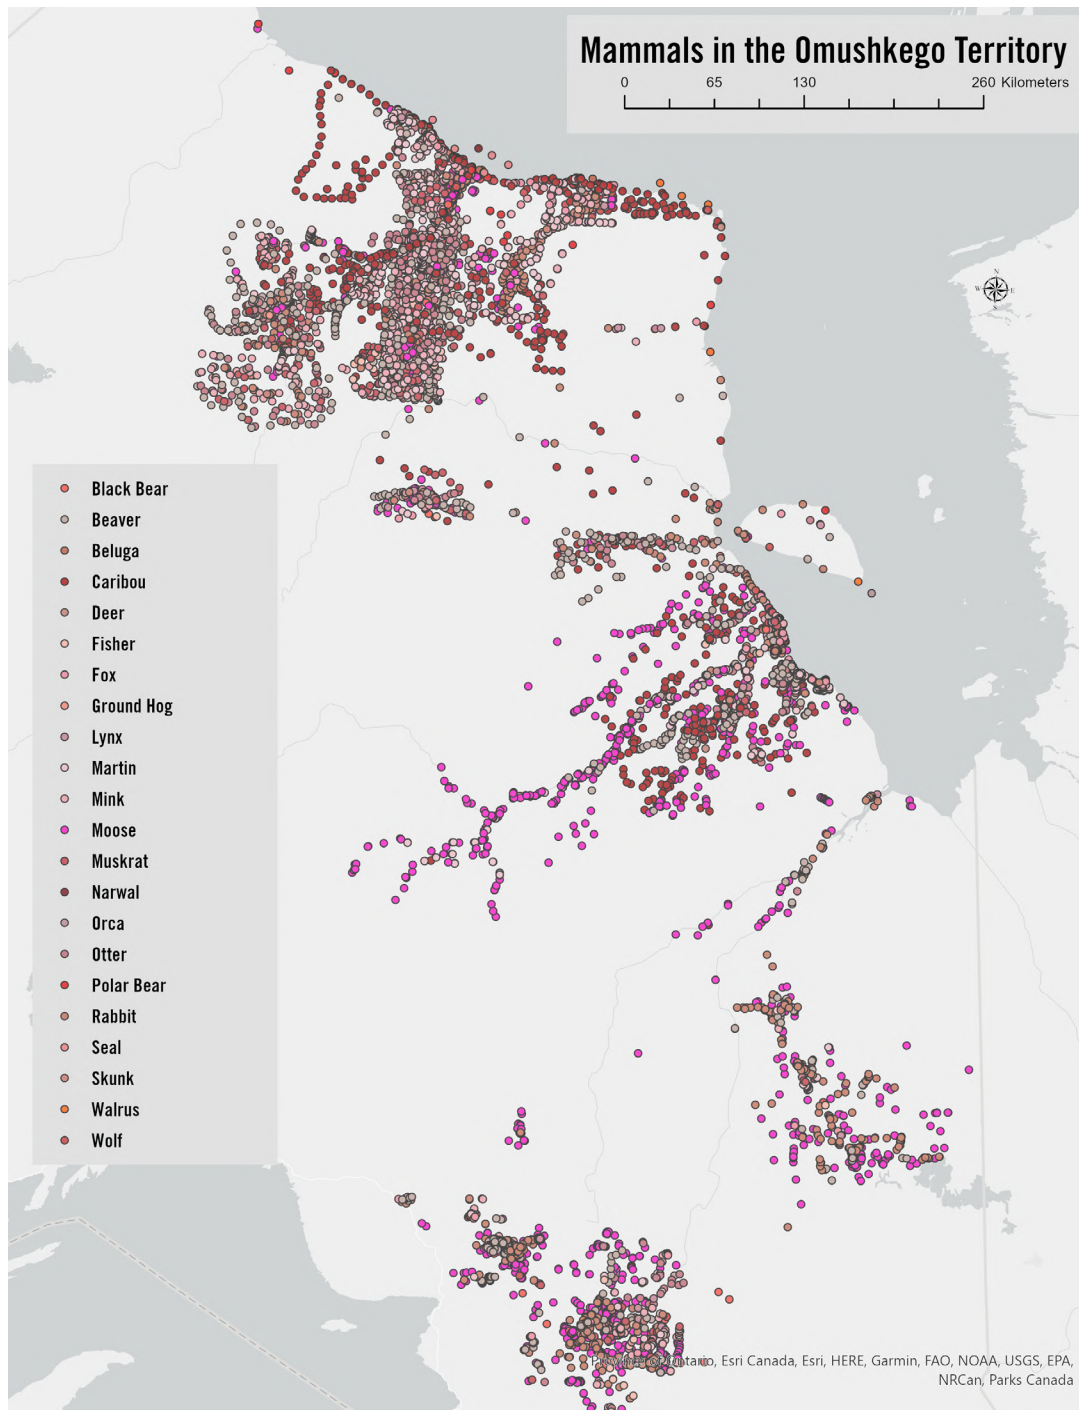 Mammals in the Omushkego Territory
0 65 130 260 Kilometers
N
W E
S
Black Bear
Beaver
Beluga
Caribou
Deer
Fisher
Fox
Ground Hog
Lynx
Martin
Mink
Moose
Muskrat
Narwal
Orca
Otter
Polar Bear
Rabbit
Seal
Skunk
Walrus
Wolf
Province of Ontario, Esri Canada, Esri, HERE, Garmin, FAO, NOAA, USGS, EPA,
NRCan, Parks Canada